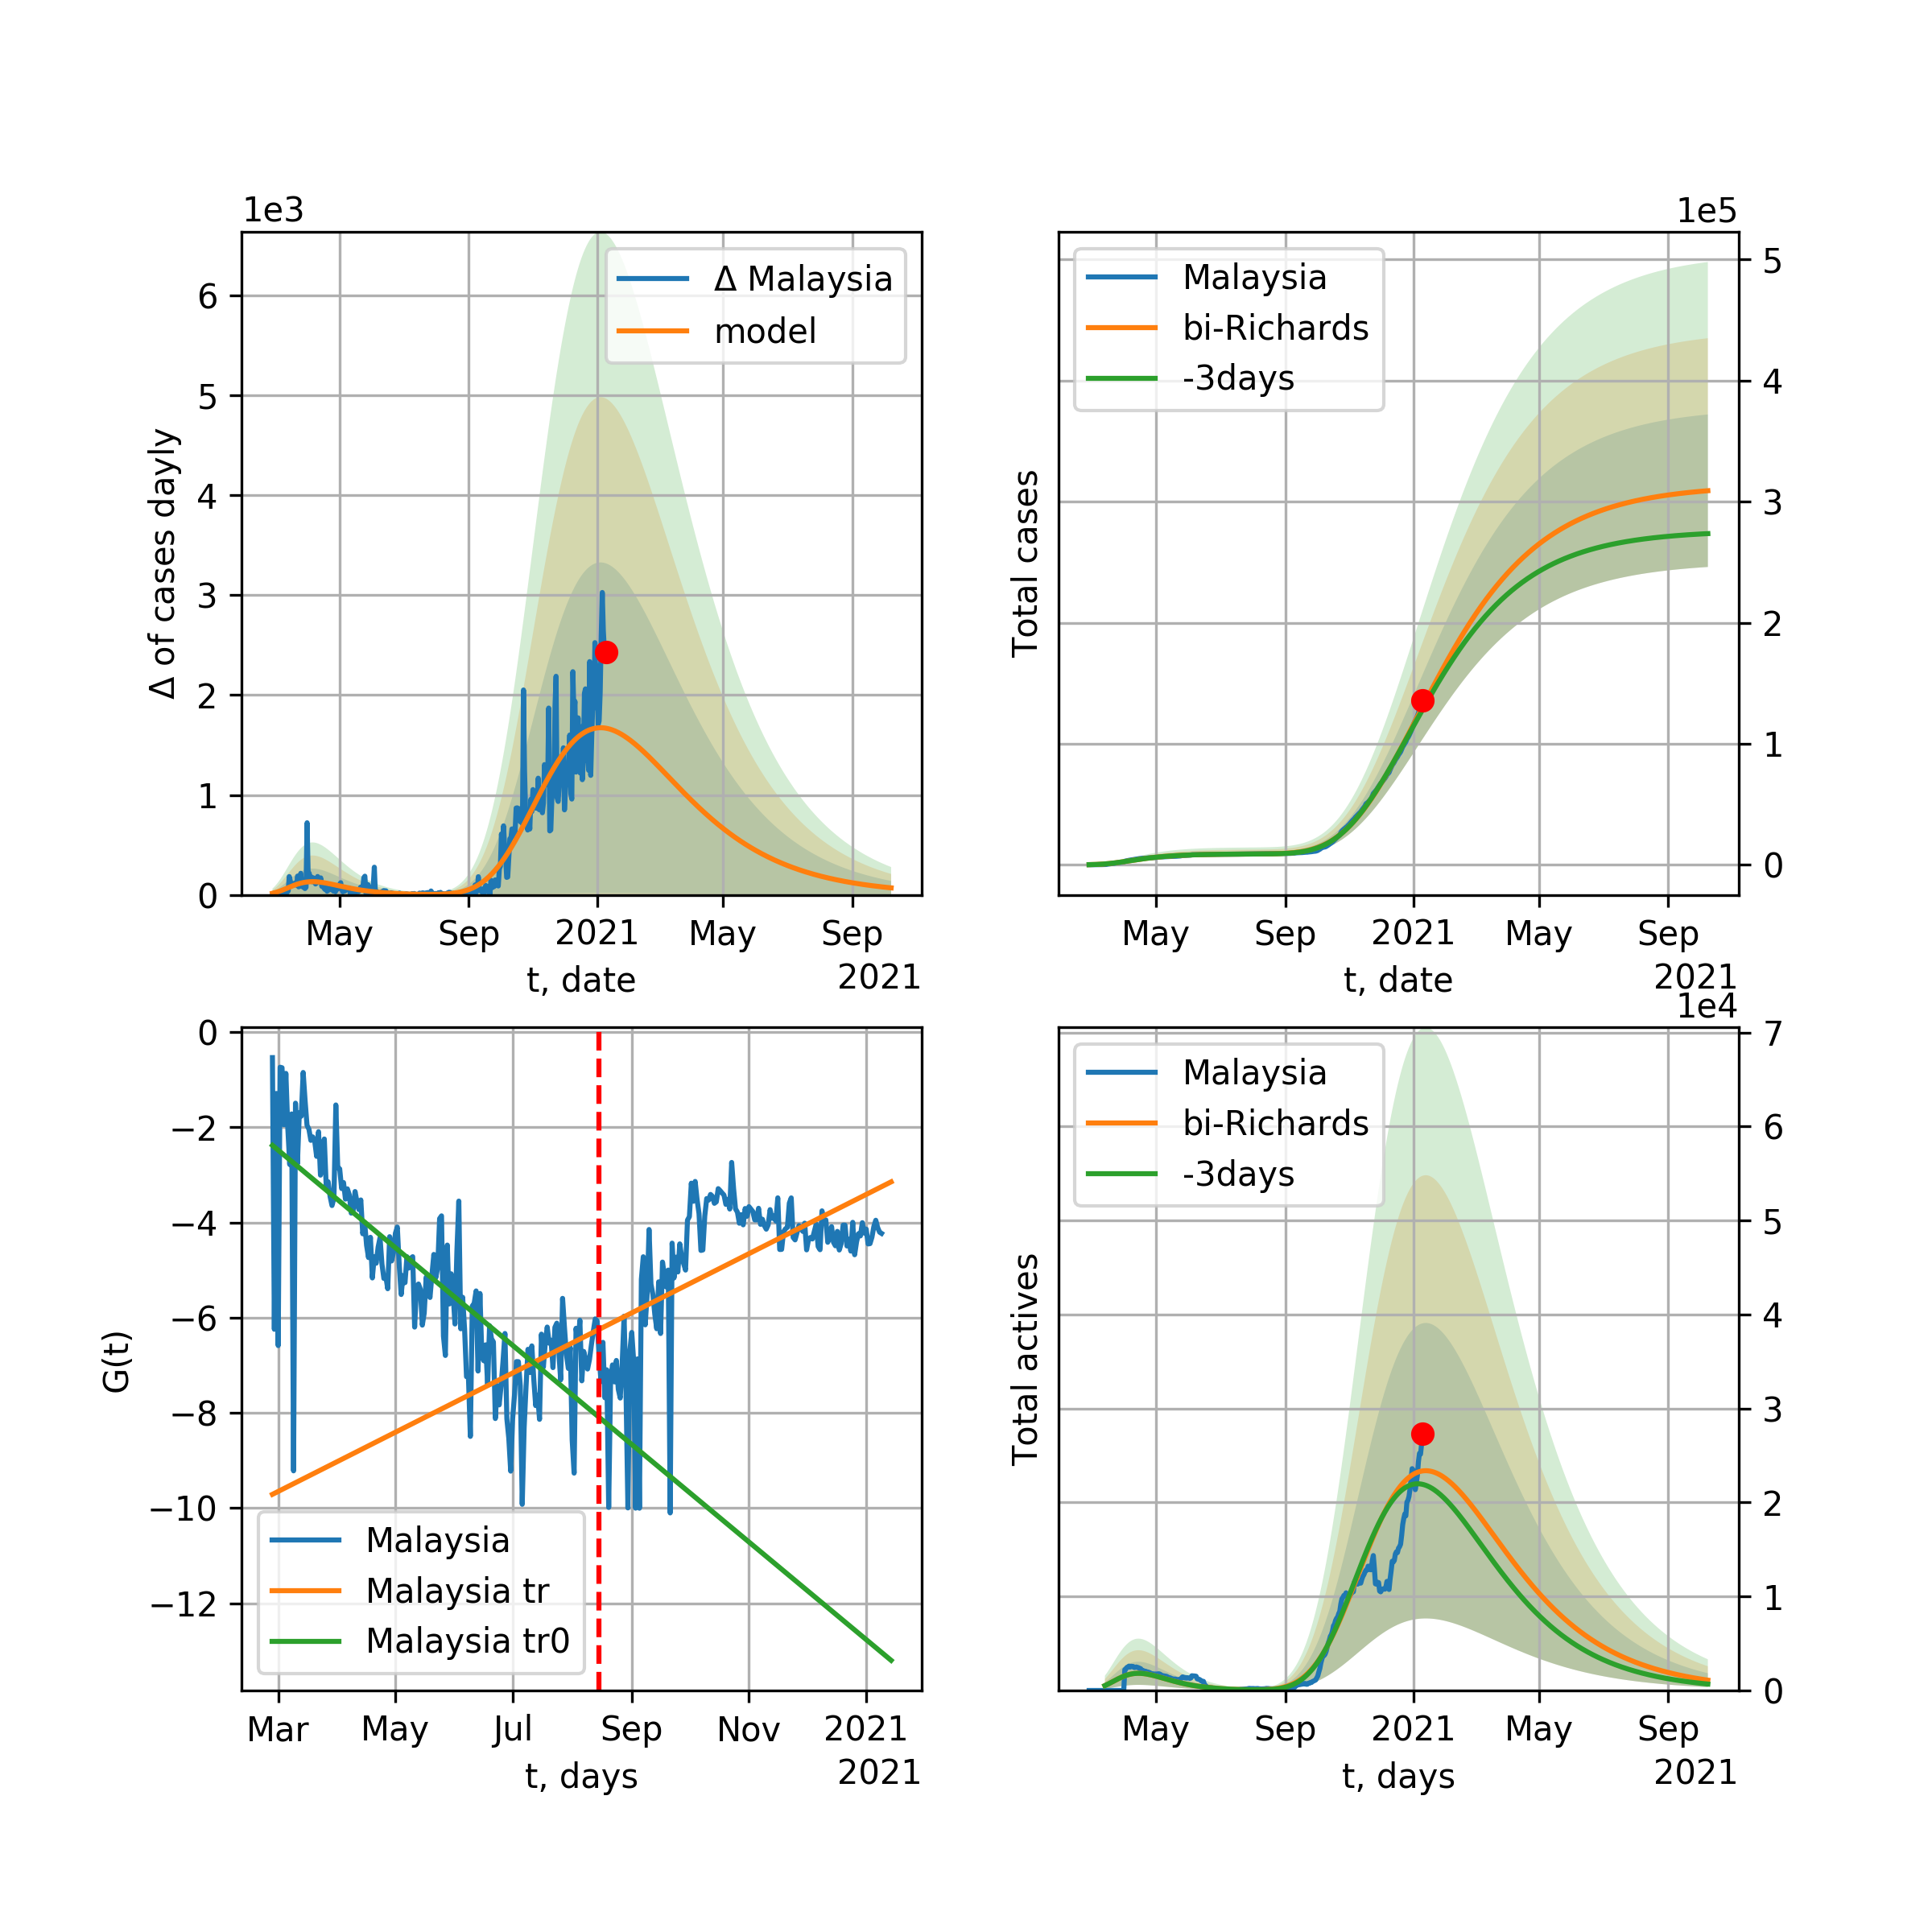 1e3
Δ of cases dayly
6
5
4
3
2
1
0
Δ Malaysia
model
May
Sep
2021
May
Sep
t, date
2021
1e5
Total cases
Malaysia
bi-Richards
-3days
5
4
3
2
1
0
May
Sep
2021
May
Sep
t, date
2021
G(t)
0
−2
−4
−6
−8
−10
−12
Malaysia
Malaysia tr
Malaysia tr0
Mar
May
Jul
Sep
Nov
2021
t, days
2021
1e4
Total actives
Malaysia
bi-Richards
-3days
7
6
5
4
3
2
1
0
May
Sep
2021
May
Sep
t, days
2021